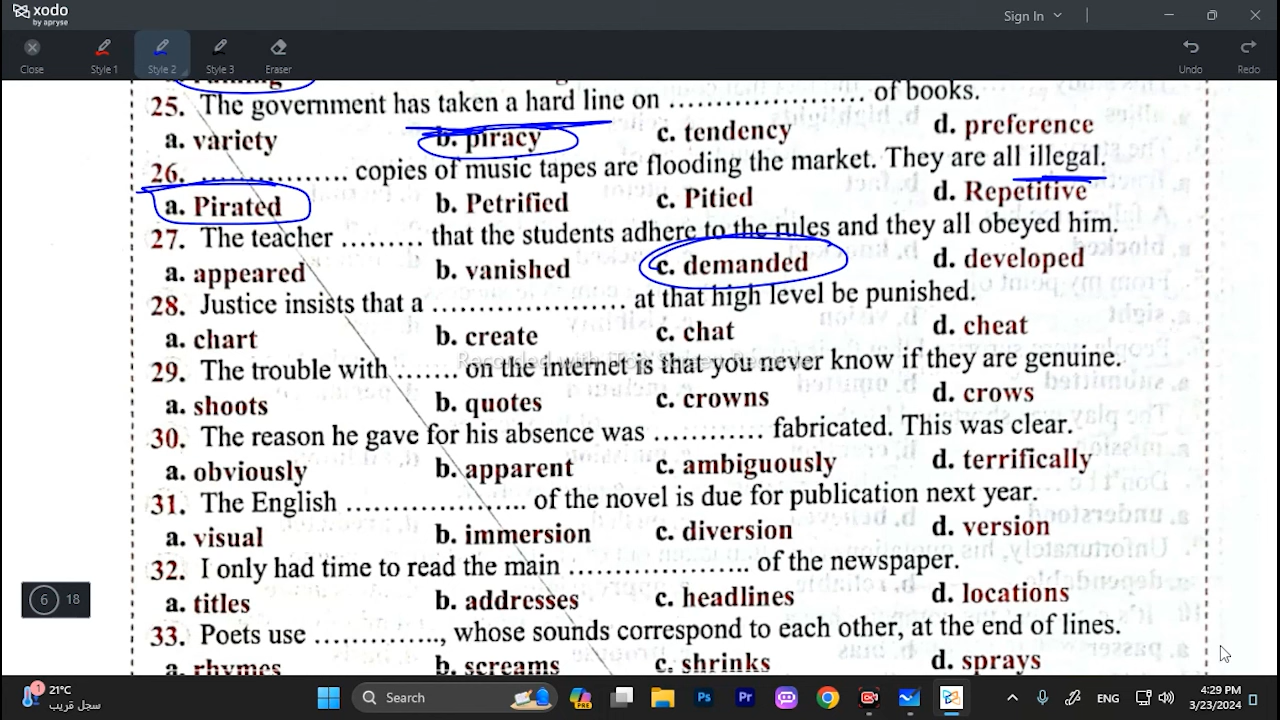 xodo
by apryse
Sign In
Close
Style 1
Style 2
Style 3
Eraser
Undo
Redo
25. The government has taken a hard line on ..................... of books.
a. variety b. piracy c. tendency d. preference
26. ................ copies of music tapes are flooding the market. They are all illegal.
a. Pirated b. Petrified c. Pitied d. Repetitive
27. The teacher ......... that the students adhere to the rules and they all obeyed him.
a. appeared b. vanished c. demanded d. developed
28. Justice insists that a ..................... at that high level be punished.
a. chart b. create c. chat d. cheat
29. The trouble with ....... on the internet is that you never know if they are genuine.
a. shoots b. quotes c. crowns d. crows
30. The reason he gave for his absence was ............ fabricated. This was clear.
a. obviously b. apparent c. ambiguously d. terrifically
31. The English ................... of the novel is due for publication next year.
a. visual b. immersion c. diversion d. version
32. I only had time to read the main ................... of the newspaper.
a. titles b. addresses c. headlines d. locations
33. Poets use ............., whose sounds correspond to each other, at the end of lines.
a. rhymes b. screams c. shrinks d. sprays
6 18
1
21°C
سجل قريب
Search
PRE
Ps
Pr
ENG
4:29 PM
3/23/2024